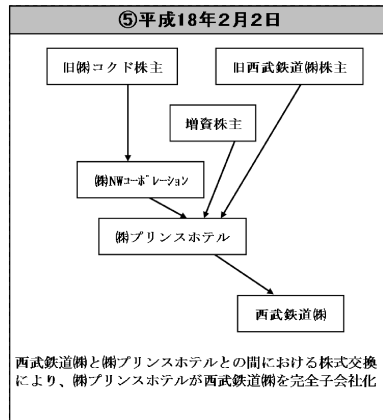 ⑤平成18年2月2日
旧㈱コクド株主
旧西武鉄道㈱株主
増資株主
㈱NWｺｰﾎﾟﾚｰｼｮﾝ
㈱プリンスホテル
西武鉄道㈱
西武鉄道㈱と㈱プリンスホテルとの間における株式交換
により、㈱プリンスホテルが西武鉄道㈱を完全子会社化